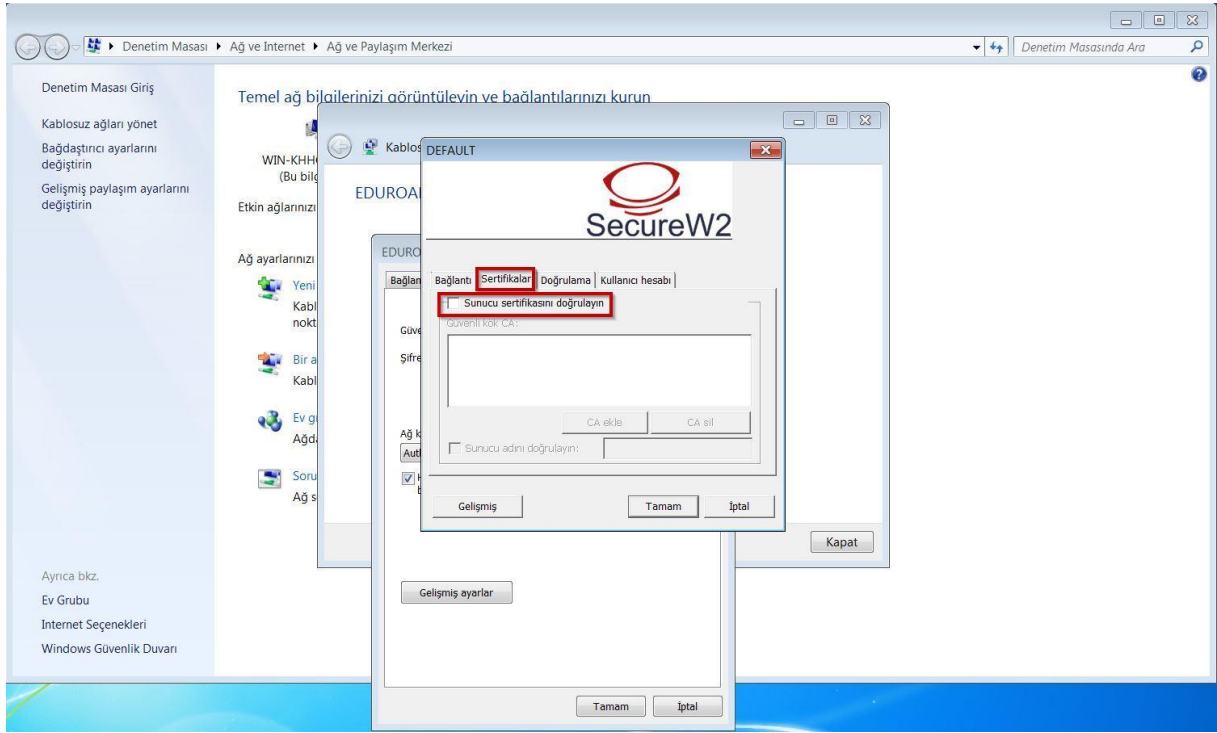 Denetim Masası
Ağ ve Internet
Ağ ve Paylaşım Merkezi
Denetim Masasında Ara
Denetim Masası Giriş
Kablosuz ağları yönet
Bağdaştırıcı ayarlarını
değiştirin
Gelişmiş paylaşım ayarlarını
değiştirin
Ayrıca bkz.
Ev Grubu
Internet Seçenekleri
Windows Güvenlik Duvarı
Temel ağ bilgilerinizi görüntüleyin ve bağlantılarınızı kurun
WIN-KHH
(Bu bilg
Etkin ağlarınızı
Ağ ayarlarınızı
Yeni
Kabl
nokt
Bir a
Kabl
Ev g
Ağda
Soru
Ağ s
Kablos
EDUROA
Kapat
EDURO
Bağlan
Güve
Şifre
Ağ k
Aut
Gelişmiş ayarlar
Tamam
İptal
DEFAULT
SecureW2
Bağlantı
Sertifikalar
Doğrulama
Kullanıcı hesabı
Sunucu sertifikasını doğrulayın
Güvenli kök CA:
CA ekle
CA sil
Sunucu adını doğrulayın:
Gelişmiş
Tamam
İptal